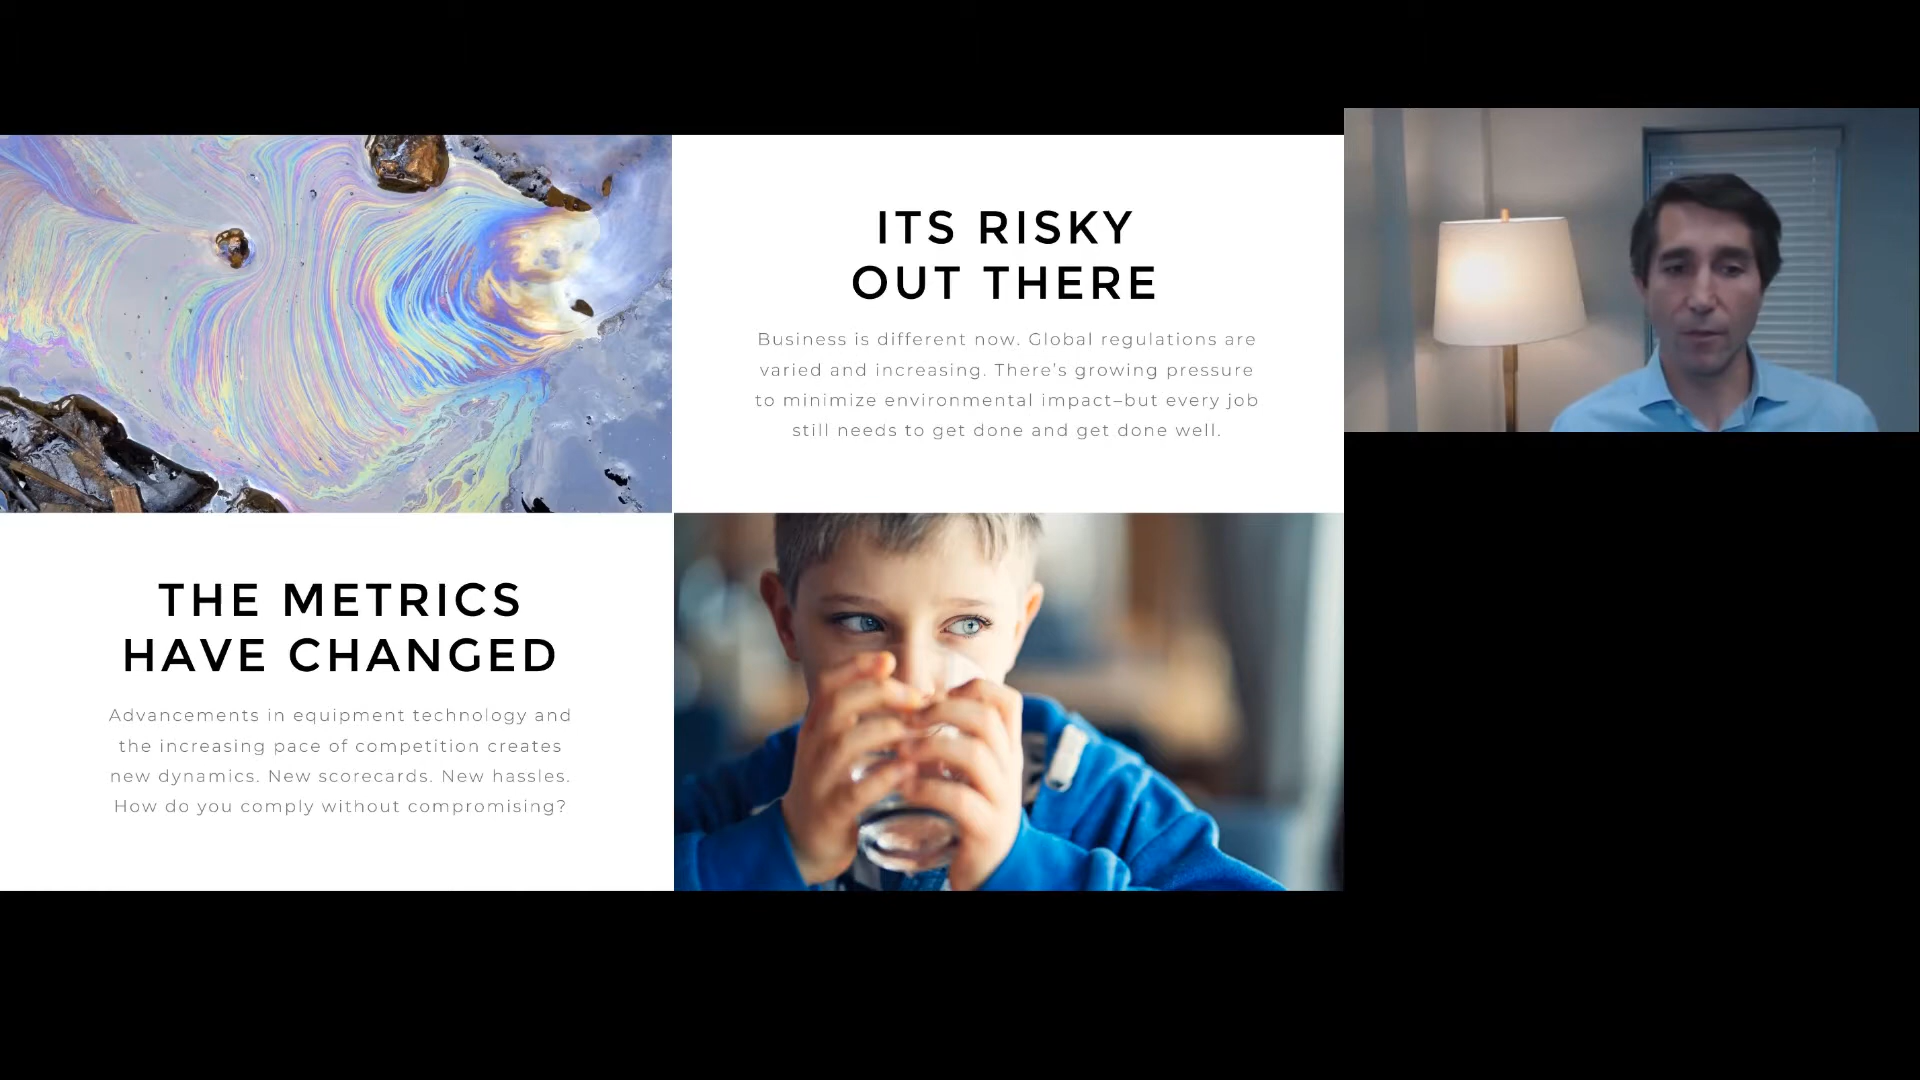 ITS RISKY
OUT THERE
Business is different now. Global regulations are
varied and increasing. There's growing pressure
to minimize environmental impact–but every job
still needs to get done and get done well.
THE METRICS
HAVE CHANGED
Advancements in equipment technology and
the increasing pace of competition creates
new dynamics. New scorecards. New hassles.
How do you comply without compromising?